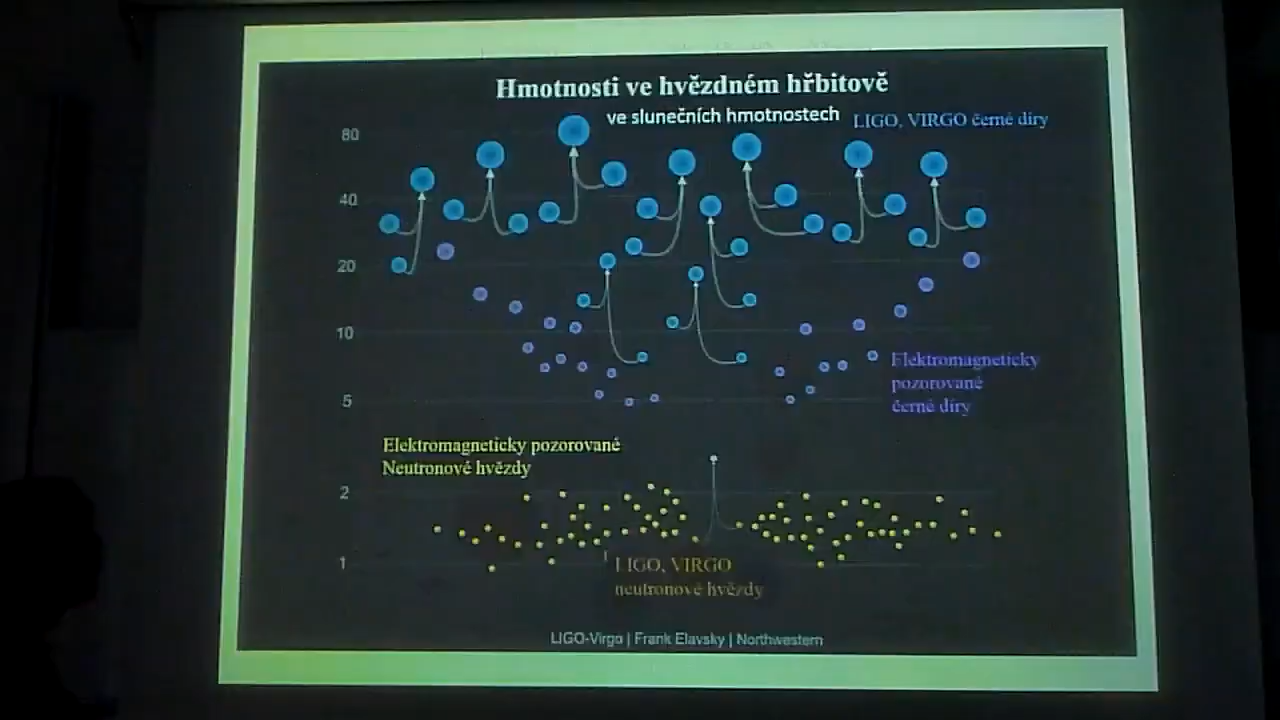 Hmotnosti ve hvězdném hřbitově
ve slunečních hmotnostech
LIGO, VIRGO černé díry
80
40
20
10
5
Elektromagneticky
pozorované
černé díry
Elektromagneticky pozorované
Neutronové hvězdy
2
1
LIGO, VIRGO
neutronové hvězdy
LIGO-Virgo | Frank Elavsky | Northwestern